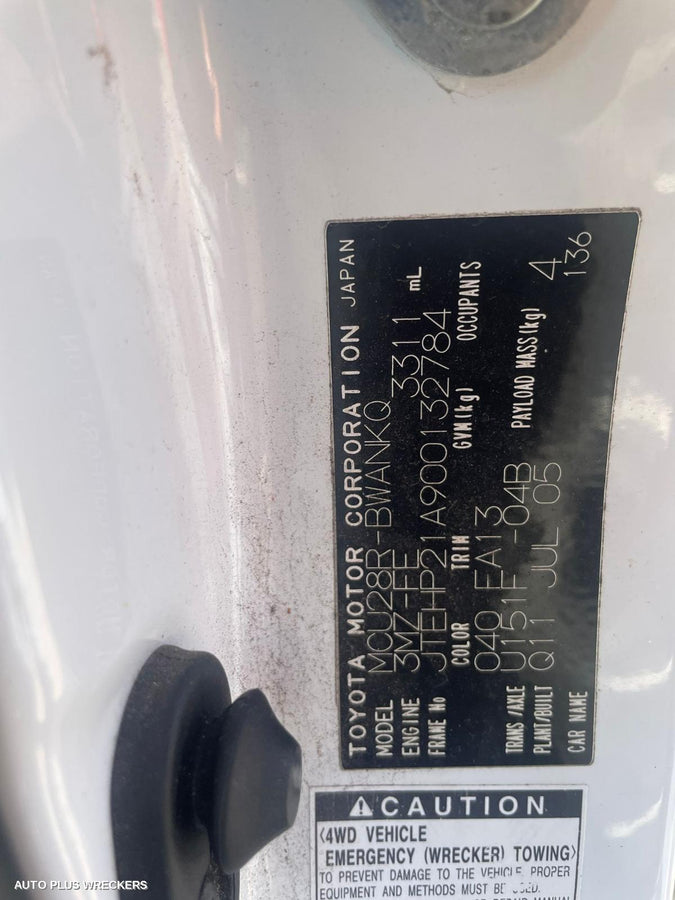 TOYOTA MOTOR CORPORATION JAPAN
MODEL MCU28R-BWANKQ
ENGINE 3MZ-FE 3311 mL
FRAME No JTEHP21A900132784
COLOR TRIM GVM(kg) OCCUPANTS
040 FA13 4
TRANS/AXLE U151F -04B PAYLOAD MASS(kg) 136
PLANT/BUILT Q11 JUL 05
CAR NAME
CAUTION
<4WD VEHICLE
EMERGENCY (WRECKER) TOWING>
TO PREVENT DAMAGE TO THE VEHICLE, PROPER
EQUIPMENT AND METHODS MUST BE USED.
REPAIR MANUAL
AUTO PLUS WRECKERS